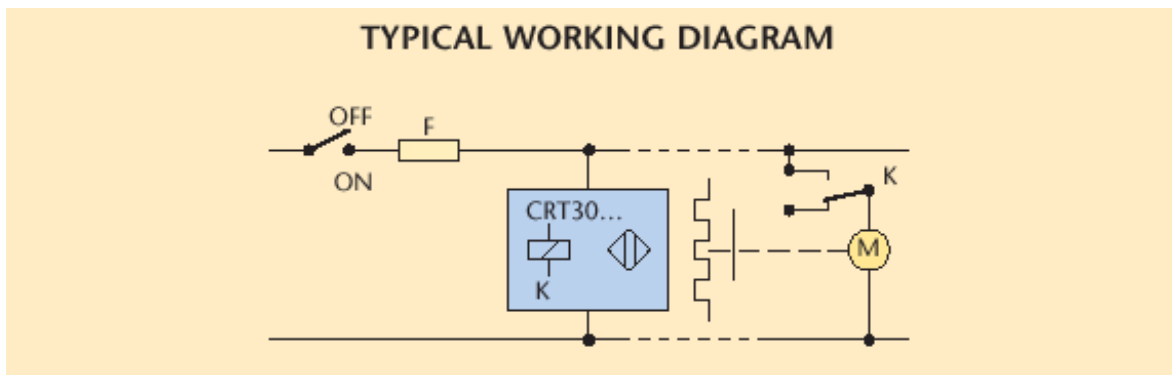 TYPICAL WORKING DIAGRAM
OFF
F
ON
K
CRT30...
K
M